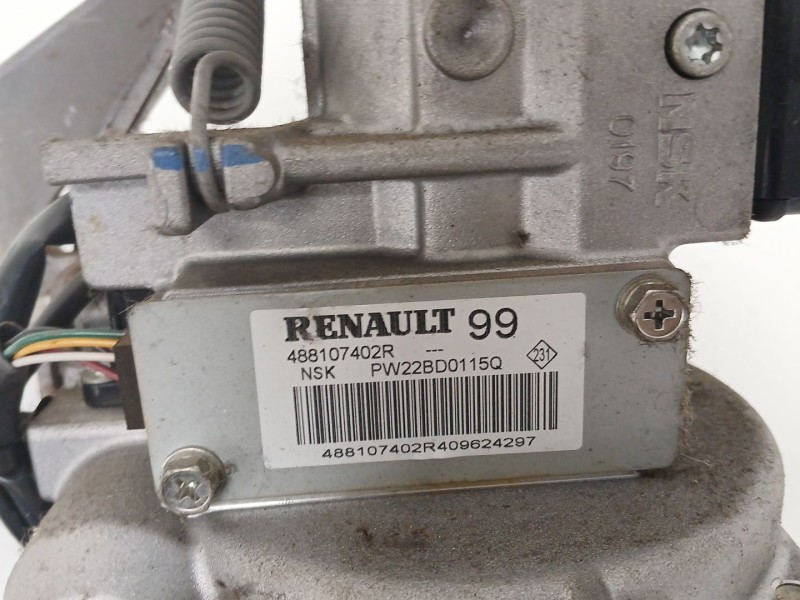 NSK
0197
RENAULT 99
488107402R ---
NSK PW22BD0115Q
231
488107402R409624297